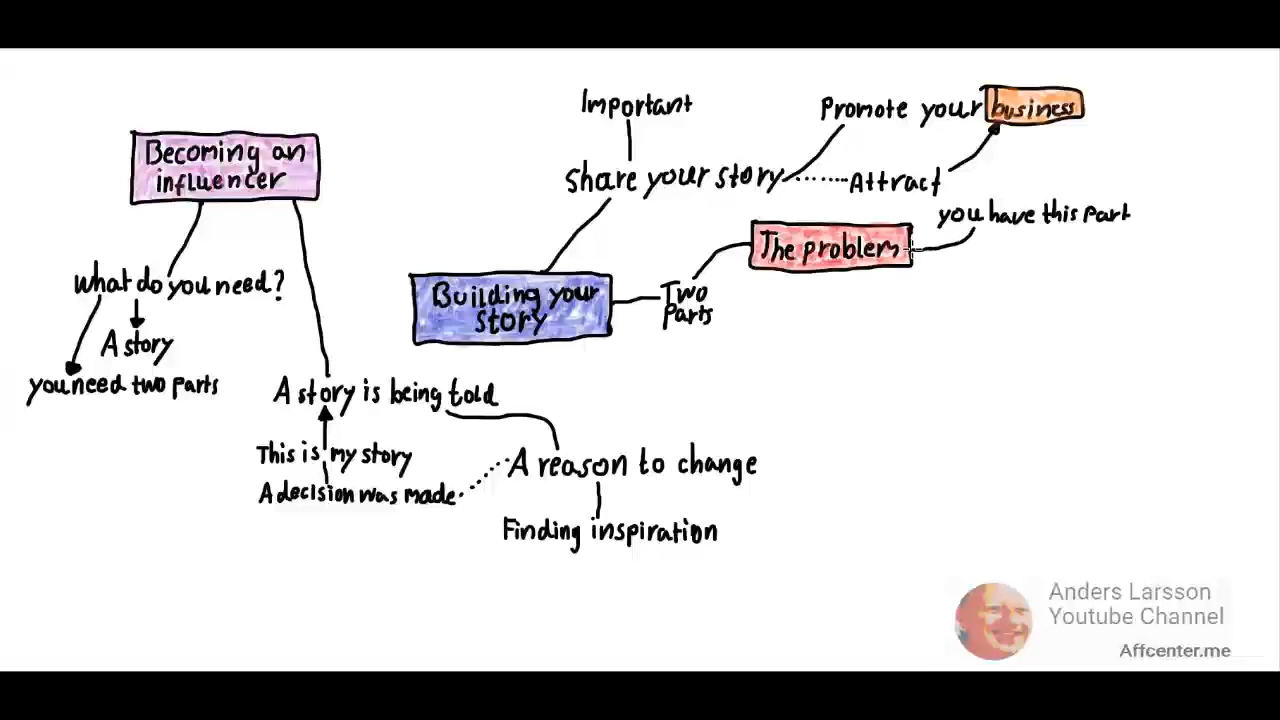 Becoming an
influencer
What do you need?
A story
you need two parts
A story is being told
This is my story
A decision was made
A reason to change
Finding inspiration
Building your
story
Important
share your story
Promote your business
Attract
Two
Parts
The problem
you have this part
Anders Larsson
Youtube Channel
Affcenter.me